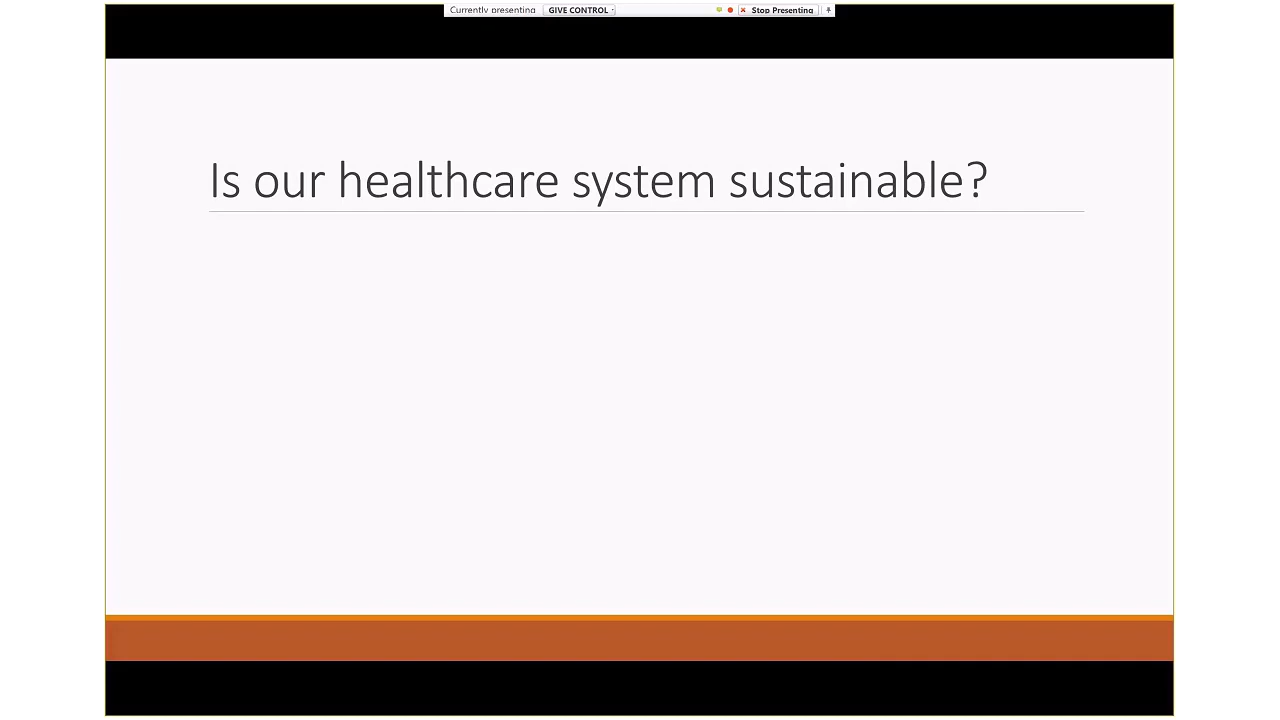 Currently presenting GIVE CONTROL Stop Presenting
Is our healthcare system sustainable?